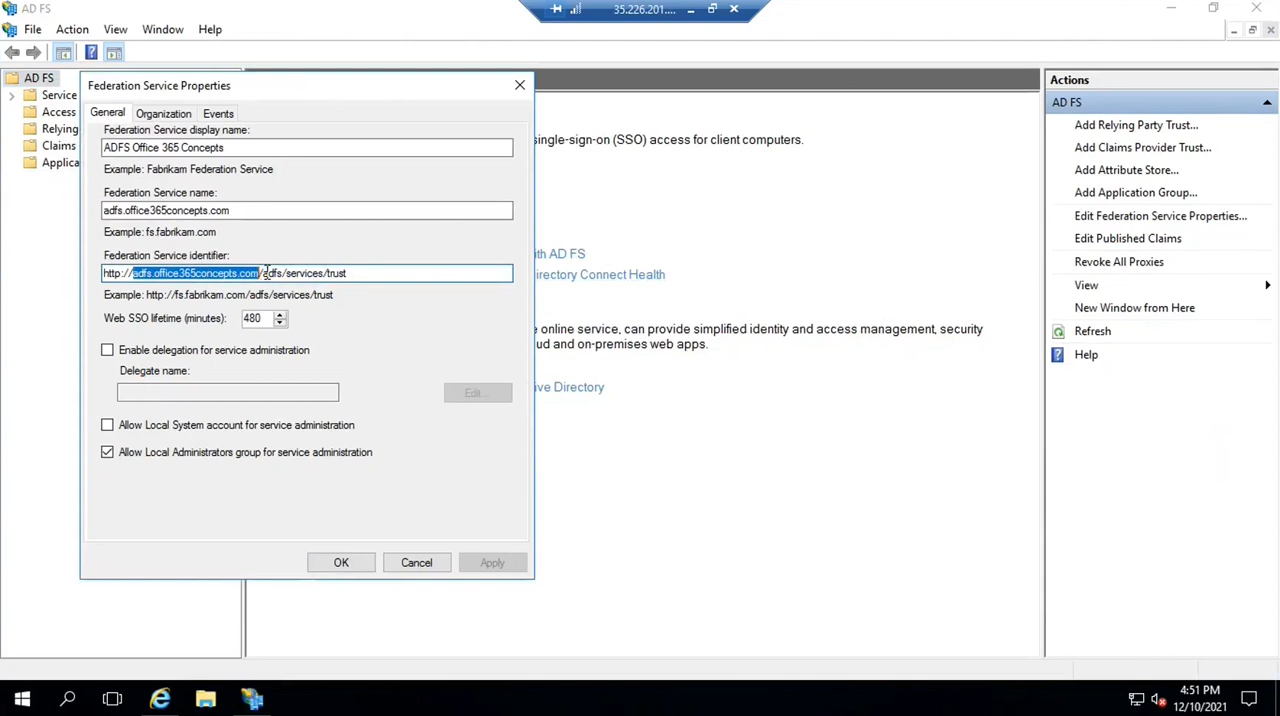 AD FS
35.226.201....
File Action View Window Help
AD FS
Service
Access
Relying
Claims
Applica
Federation Service Properties
General Organization Events
Federation Service display name:
ADFS Office 365 Concepts
Example: Fabrikam Federation Service
Federation Service name:
adfs.office365concepts.com
Example: fs.fabrikam.com
Federation Service identifier:
http://adfs.office365concepts.com/adfs/services/trust
Example: http://fs.fabrikam.com/adfs/services/trust
Web SSO lifetime (minutes): 480
Enable delegation for service administration
Delegate name:
Edit...
Allow Local System account for service administration
Allow Local Administrators group for service administration
OK Cancel Apply
single-sign-on (SSO) access for client computers.
with AD FS
irectory Connect Health
e online service, can provide simplified identity and access management, security
oud and on-premises web apps.
ive Directory
Actions
AD FS
Add Relying Party Trust...
Add Claims Provider Trust...
Add Attribute Store...
Add Application Group...
Edit Federation Service Properties...
Edit Published Claims
Revoke All Proxies
View
New Window from Here
Refresh
Help
4:51 PM
12/10/2021